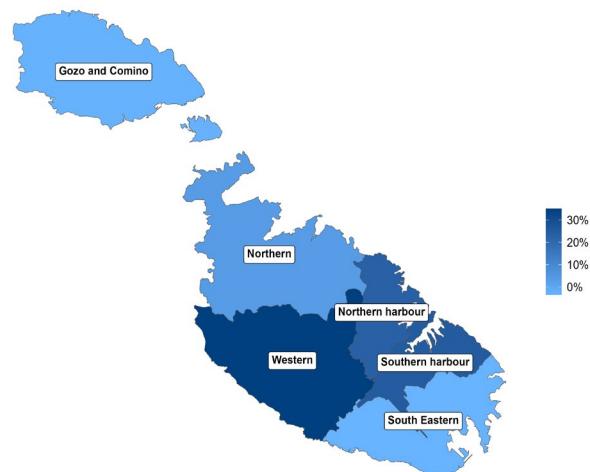 Gozo and Comino
Northern
Northern harbour
Western
Southern harbour
South Eastern
30%
20%
10%
0%